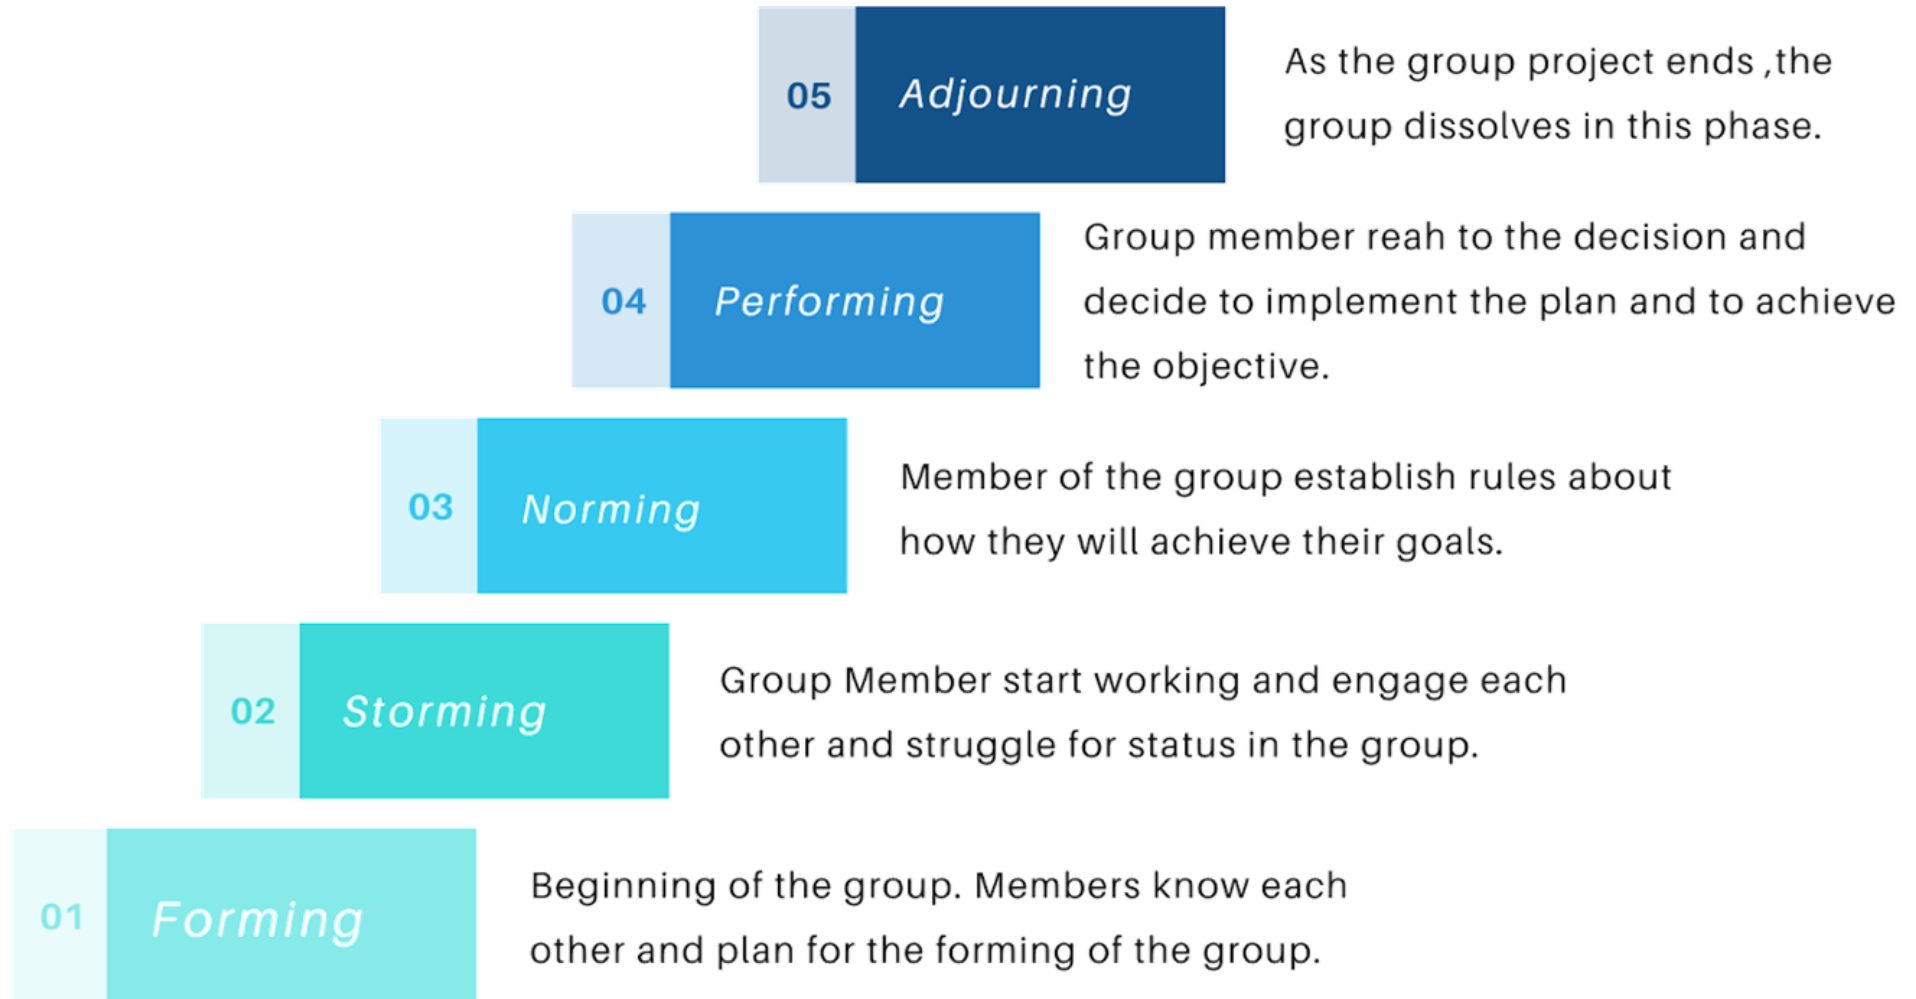 05
Adjourning
As the group project ends ,the
group dissolves in this phase.
04
Performing
Group member reah to the decision and
decide to implement the plan and to achieve
the objective.
03
Norming
Member of the group establish rules about
how they will achieve their goals.
02
Storming
Group Member start working and engage each
other and struggle for status in the group.
01
Forming
Beginning of the group. Members know each
other and plan for the forming of the group.